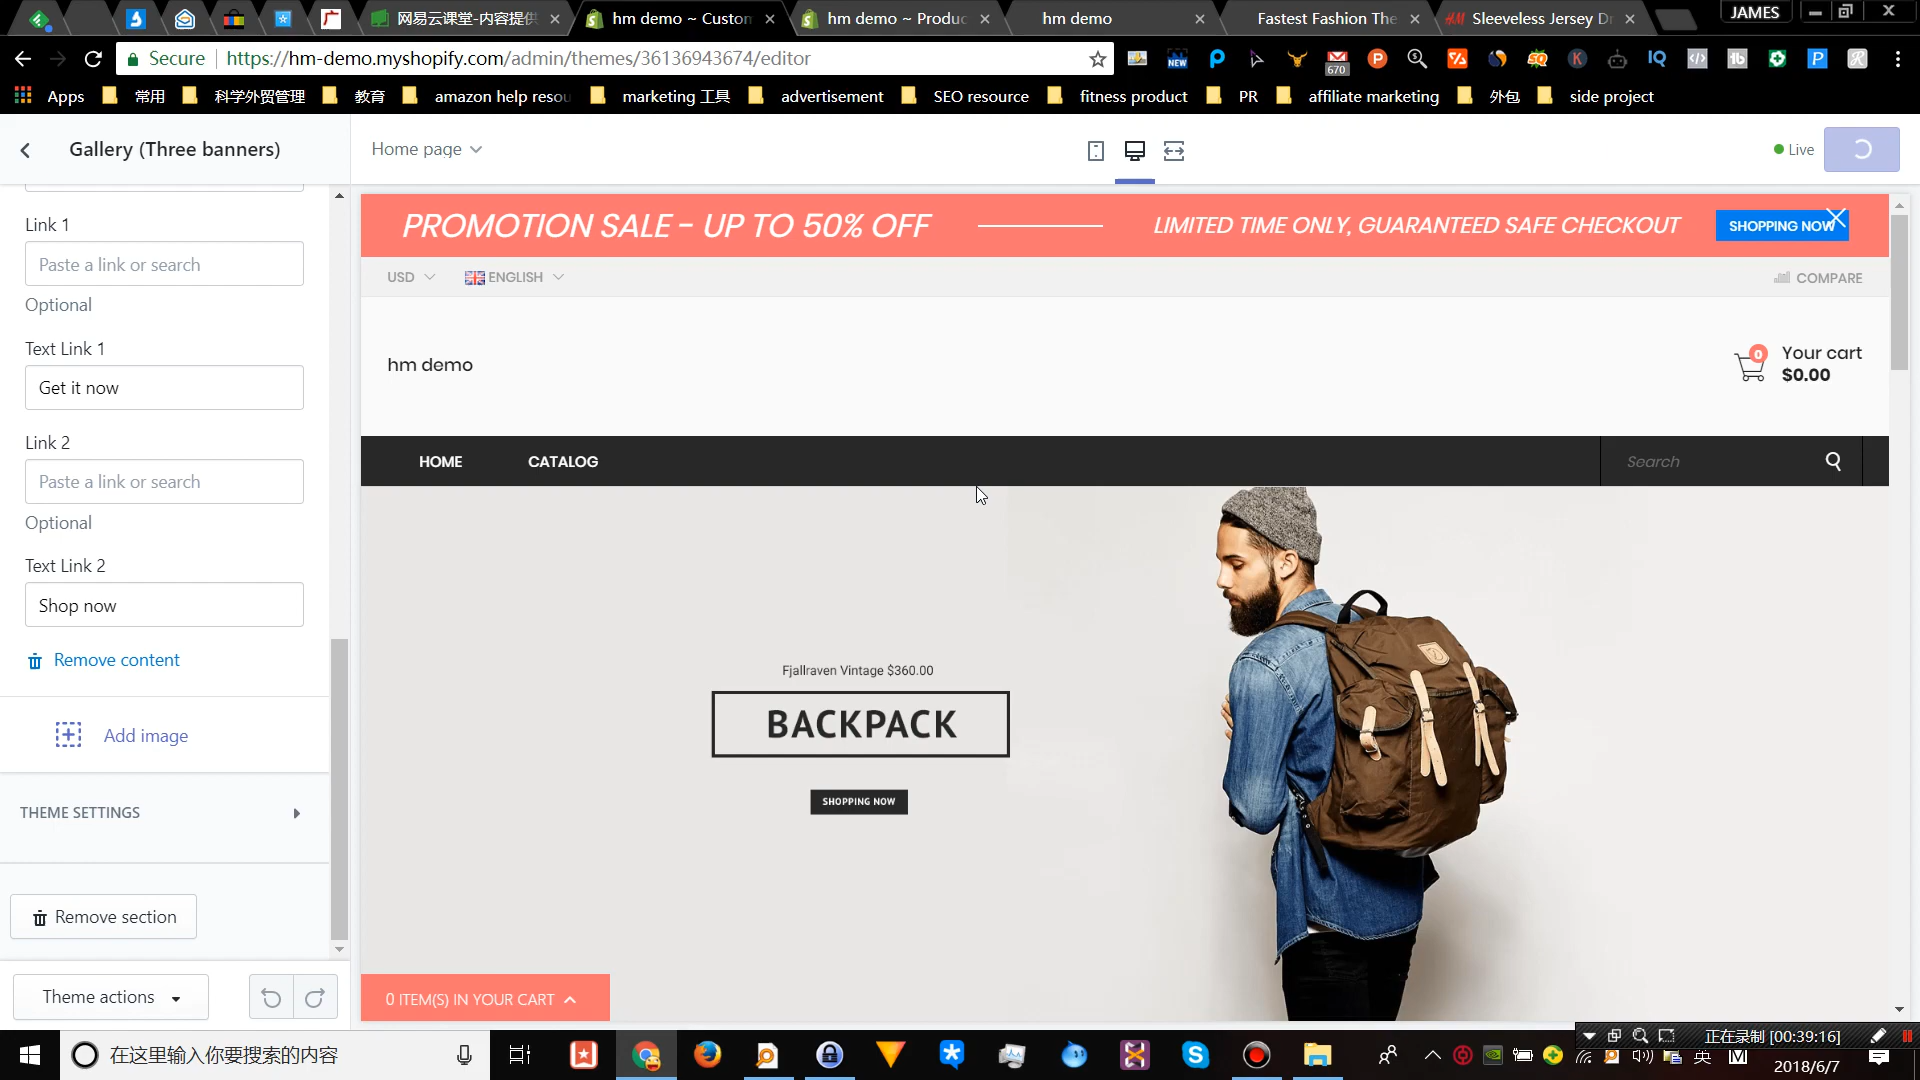 网易云课堂-内容提供
hm demo ~ Custom
hm demo ~ Produc
hm demo
Fastest Fashion The
H&M Sleeveless Jersey Dr
JAMES
Secure
https://hm-demo.myshopify.com/admin/themes/36136943674/editor
NEW
670
Apps
常用
科学外贸管理
教育
amazon help resou
marketing 工具
advertisement
SEO resource
fitness product
PR
affiliate marketing
外包
side project
Gallery (Three banners)
Home page
Live
Link 1
Paste a link or search
Optional
Text Link 1
Get it now
Link 2
Paste a link or search
Optional
Text Link 2
Shop now
Remove content
Add image
THEME SETTINGS
Remove section
Theme actions
PROMOTION SALE - UP TO 50% OFF
LIMITED TIME ONLY, GUARANTEED SAFE CHECKOUT
SHOPPING NOW
USD
ENGLISH
COMPARE
hm demo
0
Your cart
$0.00
HOME
CATALOG
Search
Fjallraven Vintage $360.00
BACKPACK
SHOPPING NOW
0 ITEM(S) IN YOUR CART
在这里输入你要搜索的内容
正在录制 [00:39:16]
英
M
2018/6/7